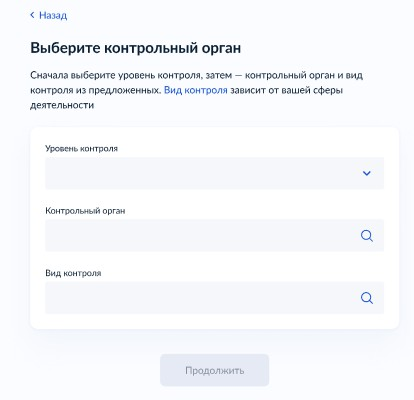 Назад
Выберите контрольный орган
Сначала выберите уровень контроля, затем — контрольный орган и вид
контроля из предложенных. Вид контроля зависит от вашей сферы
деятельности
Уровень контроля
Контрольный орган
Вид контроля
Продолжить